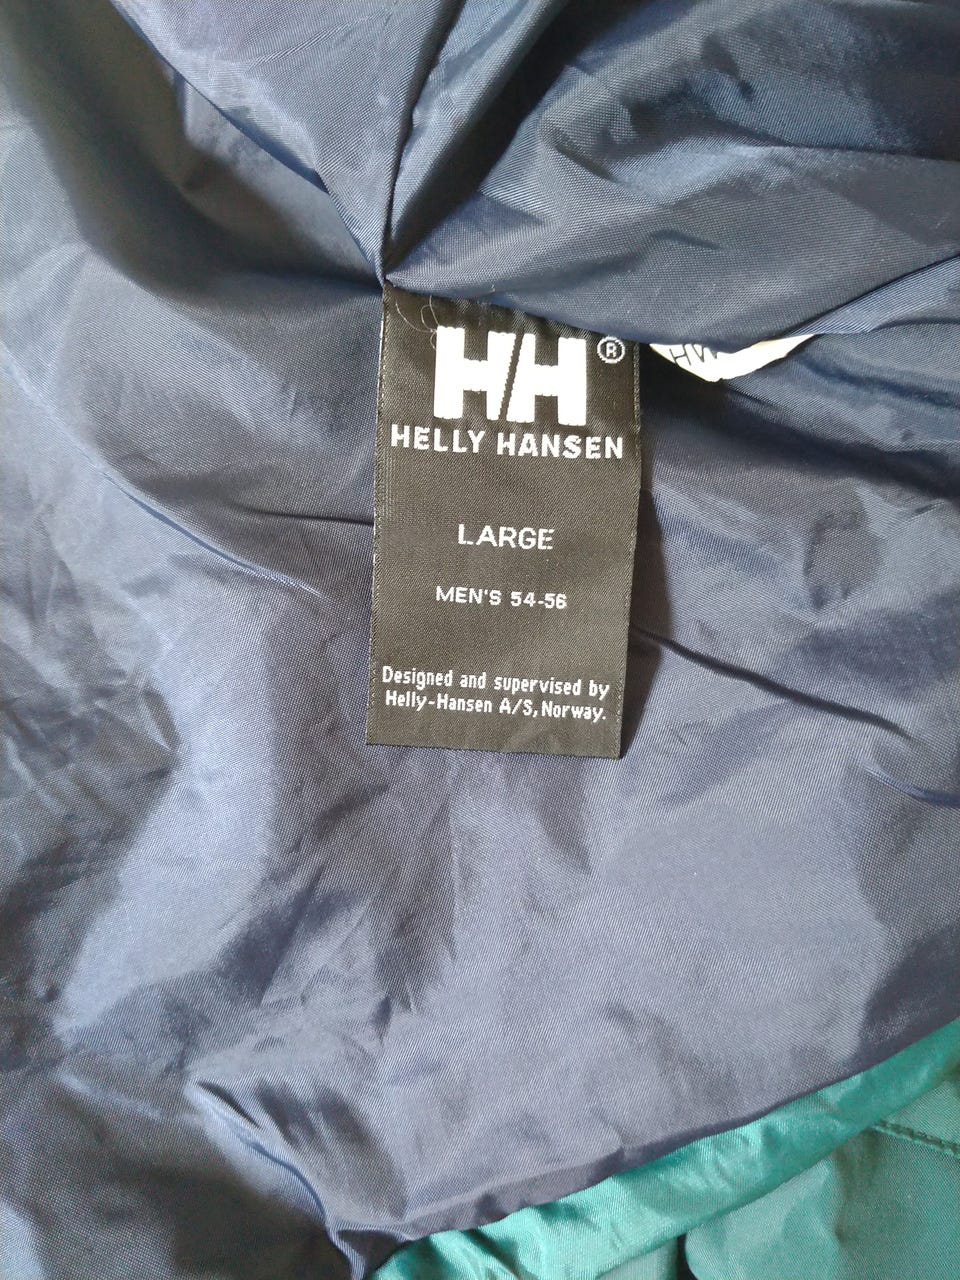 HH®
HELLY HANSEN
LARGE
MEN'S 54-56
Designed and supervised by
Helly-Hansen A/S, Norway.